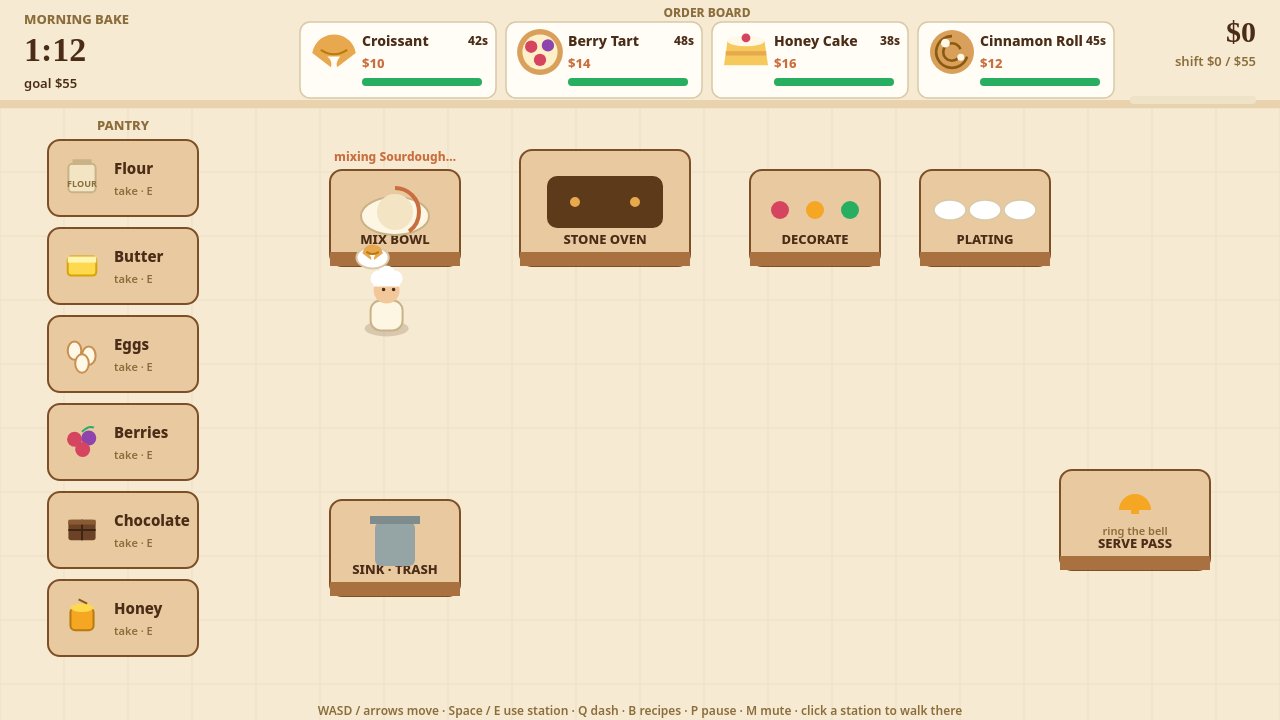 MORNING BAKE
1:12
goal $55
ORDER BOARD
Croissant 42s
$10
Berry Tart 48s
$14
Honey Cake 38s
$16
Cinnamon Roll 45s
$12
$0
shift $0 / $55
PANTRY
FLOUR
Flour
take · E
Butter
take · E
Eggs
take · E
Berries
take · E
Chocolate
take · E
Honey
take · E
mixing Sourdough...
MIX BOWL
STONE OVEN
DECORATE
PLATING
SINK · TRASH
ring the bell
SERVE PASS
WASD / arrows move · Space / E use station · Q dash · B recipes · P pause · M mute · click a station to walk there